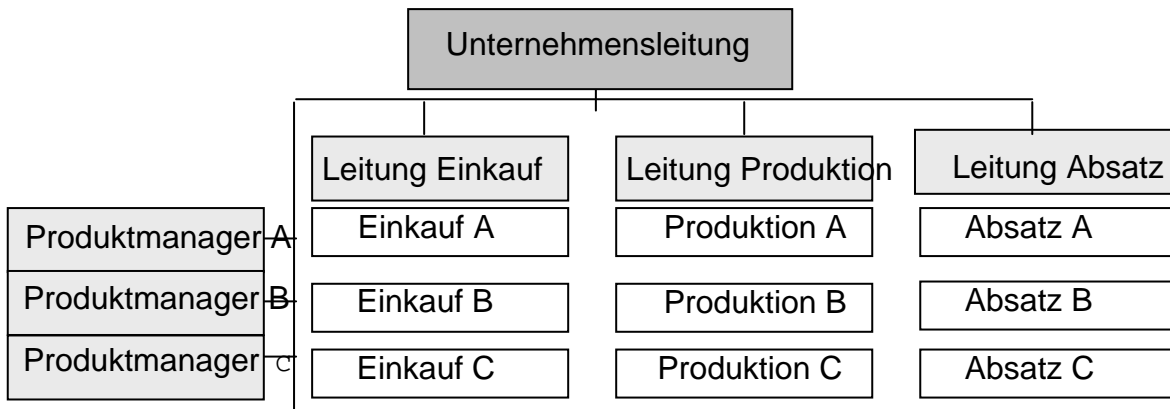 Unternehmensleitung
Leitung Einkauf
Leitung Produktion
Leitung Absatz
Produktmanager A
Einkauf A
Produktion A
Absatz A
Produktmanager B
Einkauf B
Produktion B
Absatz B
Produktmanager C
Einkauf C
Produktion C
Absatz C